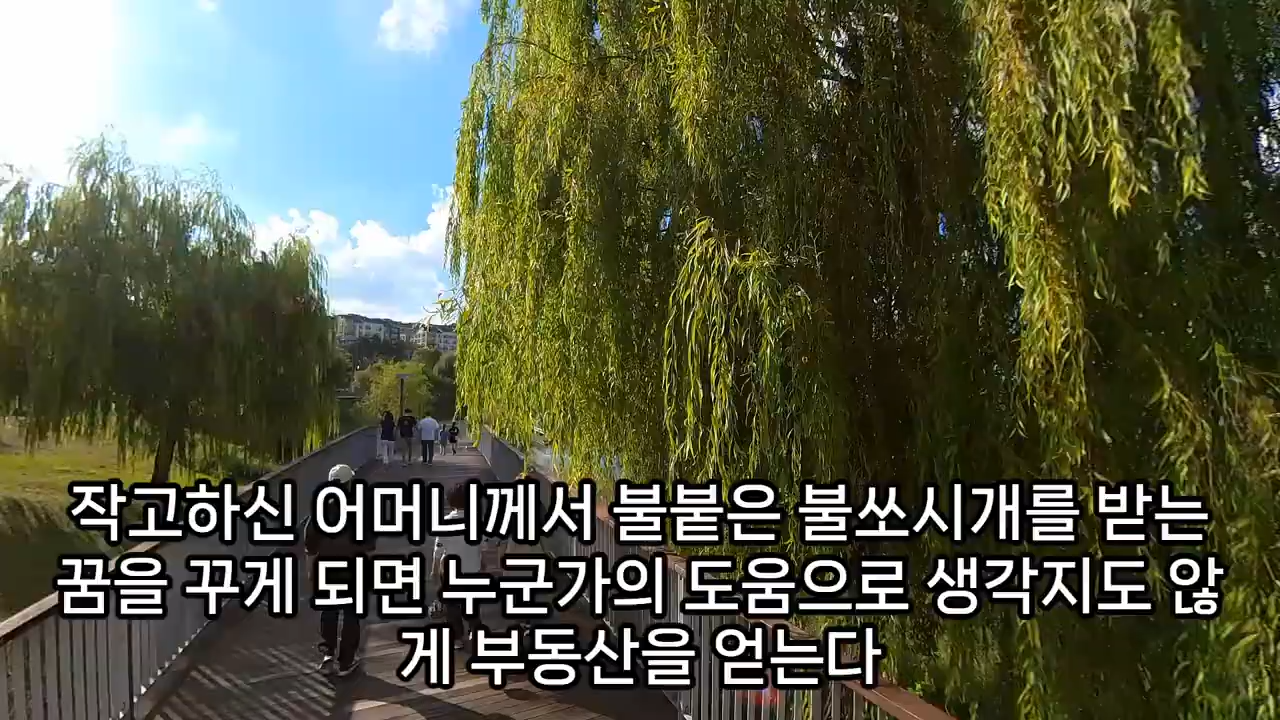 작고하신 어머니께서 불붙은 불쏘시개를 받는
꿈을 꾸게 되면 누군가의 도움으로 생각지도 않
게 부동산을 얻는다